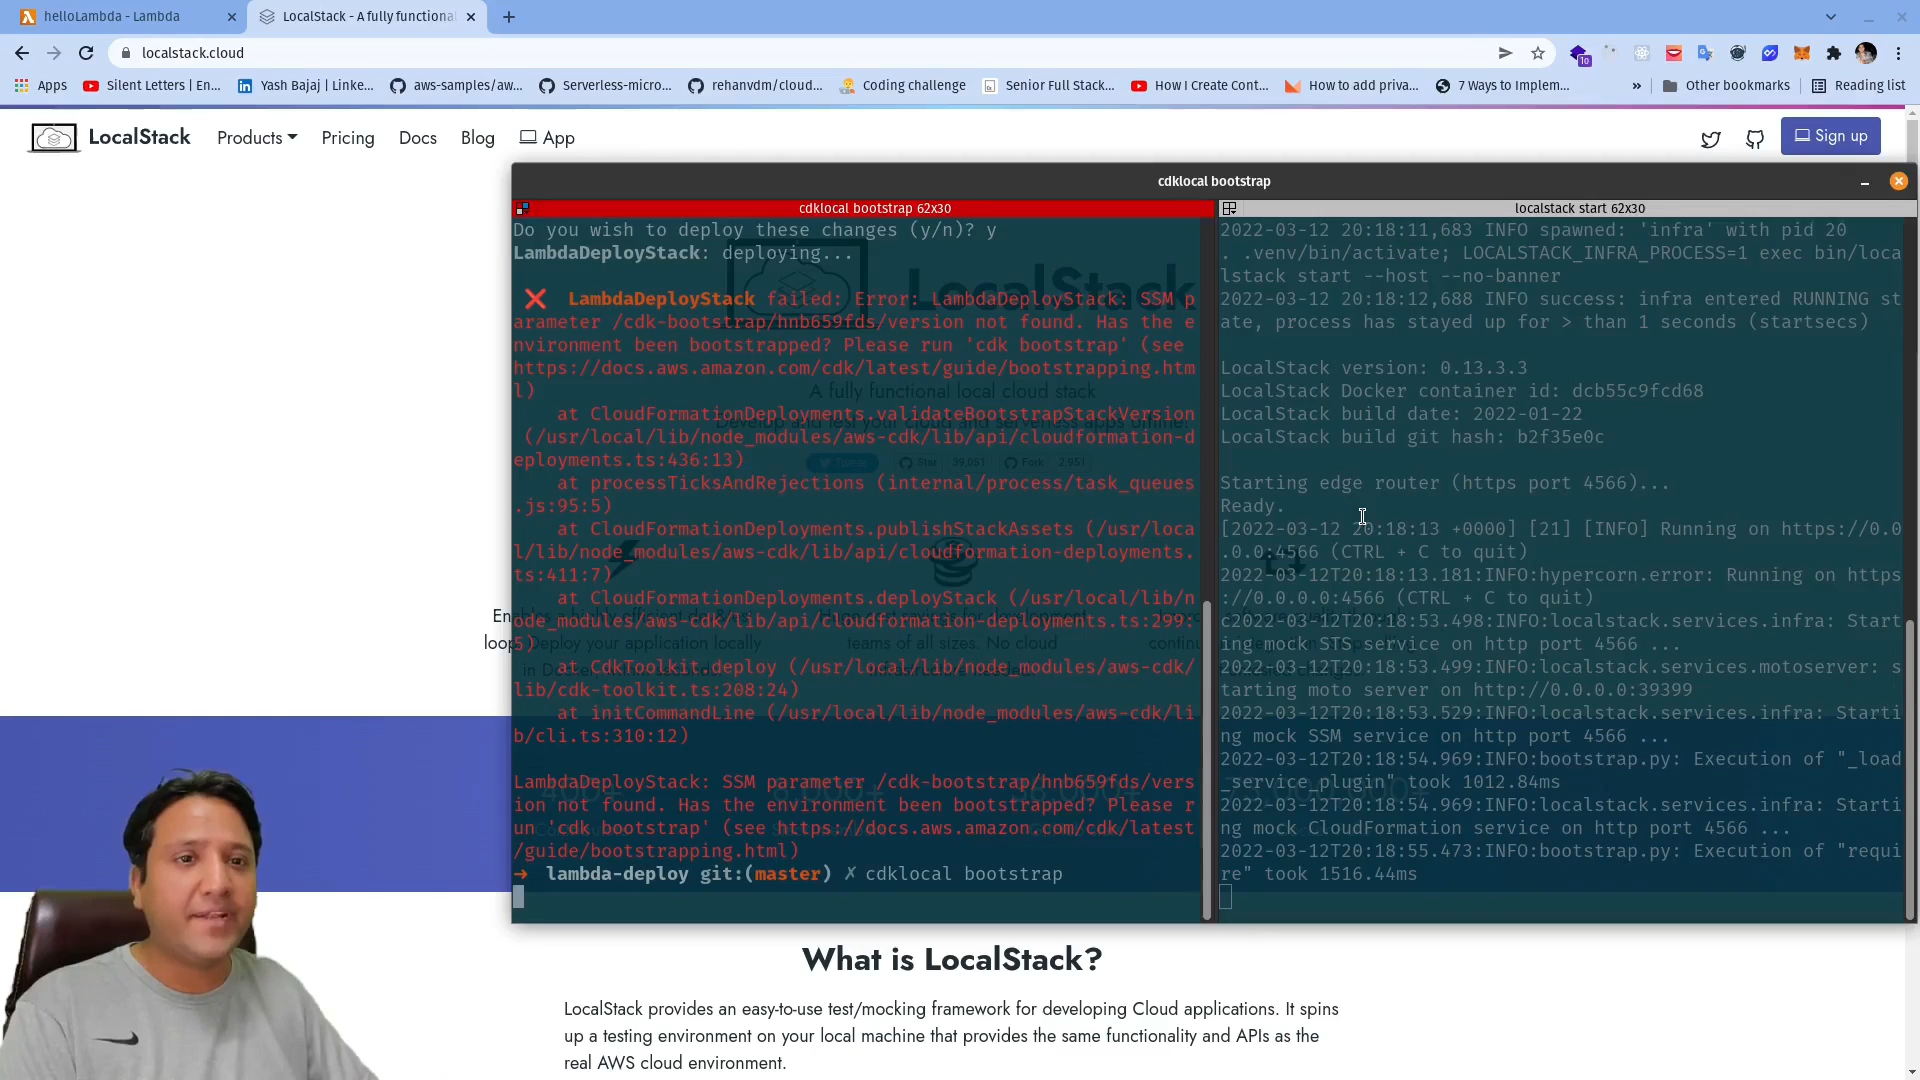 helloLambda - Lambda
LocalStack - A fully functional
localstack.cloud
10
Apps
Silent Letters | En...
Yash Bajaj | Linke...
aws-samples/aw...
Serverless-micro...
rehanvdm/cloud...
Coding challenge
Senior Full Stack...
How I Create Cont...
How to add priva...
7 Ways to Implem...
»
Other bookmarks
Reading list
LocalStack
Products
Pricing
Docs
Blog
App
Sign up
cdklocal bootstrap
cdklocal bootstrap 62x30
Do you wish to deploy these changes (y/n)? y
LambdaDeployStack: deploying...
❌ LambdaDeployStack failed: Error: LambdaDeployStack: SSM p
arameter /cdk-bootstrap/hnb659fds/version not found. Has the e
nvironment been bootstrapped? Please run 'cdk bootstrap' (see
https://docs.aws.amazon.com/cdk/latest/guide/bootstrapping.htm
l)
at CloudFormationDeployments.validateBootstrapStackVersion
(/usr/local/lib/node_modules/aws-cdk/lib/api/cloudformation-d
eployments.ts:436:13)
at processTicksAndRejections (internal/process/task_queues
.js:95:5)
at CloudFormationDeployments.publishStackAssets (/usr/loca
l/lib/node_modules/aws-cdk/lib/api/cloudformation-deployments.
ts:411:7)
at CloudFormationDeployments.deployStack (/usr/local/lib/n
ode_modules/aws-cdk/lib/api/cloudformation-deployments.ts:299:
5)
at CdkToolkit.deploy (/usr/local/lib/node_modules/aws-cdk/
lib/cdk-toolkit.ts:208:24)
at initCommandLine (/usr/local/lib/node_modules/aws-cdk/li
b/cli.ts:310:12)
LambdaDeployStack: SSM parameter /cdk-bootstrap/hnb659fds/vers
ion not found. Has the environment been bootstrapped? Please r
un 'cdk bootstrap' (see https://docs.aws.amazon.com/cdk/latest
/guide/bootstrapping.html)
➜ lambda-deploy git:(master) ✗ cdklocal bootstrap
localstack start 62x30
2022-03-12 20:18:11,683 INFO spawned: 'infra' with pid 20
. .venv/bin/activate; LOCALSTACK_INFRA_PROCESS=1 exec bin/loca
lstack start --host --no-banner
2022-03-12 20:18:12,688 INFO success: infra entered RUNNING st
ate, process has stayed up for > than 1 seconds (startsecs)
LocalStack version: 0.13.3.3
LocalStack Docker container id: dcb55c9fcd68
LocalStack build date: 2022-01-22
LocalStack build git hash: b2f35e0c
Starting edge router (https port 4566)...
Ready.
[2022-03-12 20:18:13 +0000] [21] [INFO] Running on https://0.0
.0.0:4566 (CTRL + C to quit)
2022-03-12T20:18:13.181:INFO:hypercorn.error: Running on https
://0.0.0.0:4566 (CTRL + C to quit)
2022-03-12T20:18:53.498:INFO:localstack.services.infra: Start
ing mock STS service on http port 4566 ...
2022-03-12T20:18:53.499:INFO:localstack.services.motoserver: s
tarting moto server on http://0.0.0.0:39399
2022-03-12T20:18:53.529:INFO:localstack.services.infra: Starti
ng mock SSM service on http port 4566 ...
2022-03-12T20:18:54.969:INFO:bootstrap.py: Execution of "_load
_service_plugin" took 1012.84ms
2022-03-12T20:18:54.969:INFO:localstack.services.infra: Starti
ng mock CloudFormation service on http port 4566 ...
2022-03-12T20:18:55.473:INFO:bootstrap.py: Execution of "requi
re" took 1516.44ms
LocalStack
A fully functional local cloud stack
Develop and test your cloud and serverless apps offline!
Star 39,051
Fork 2,951
What is LocalStack?
LocalStack provides an easy-to-use test/mocking framework for developing Cloud applications. It spins
up a testing environment on your local machine that provides the same functionality and APIs as the
real AWS cloud environment.